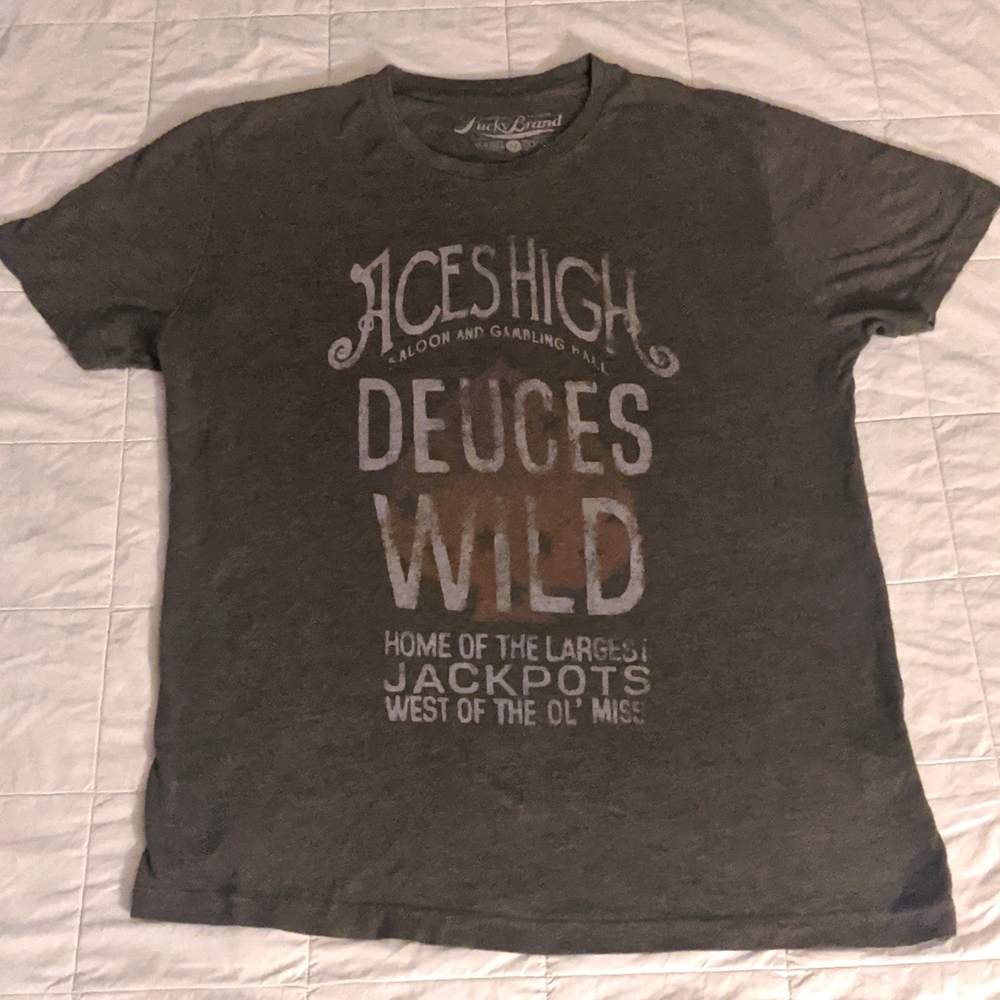 Lucky Brand
ACES HIGH
SALOON AND GAMBLING HALL
DEUCES
WILD
HOME OF THE LARGEST
JACKPOTS
WEST OF THE OL' MISS